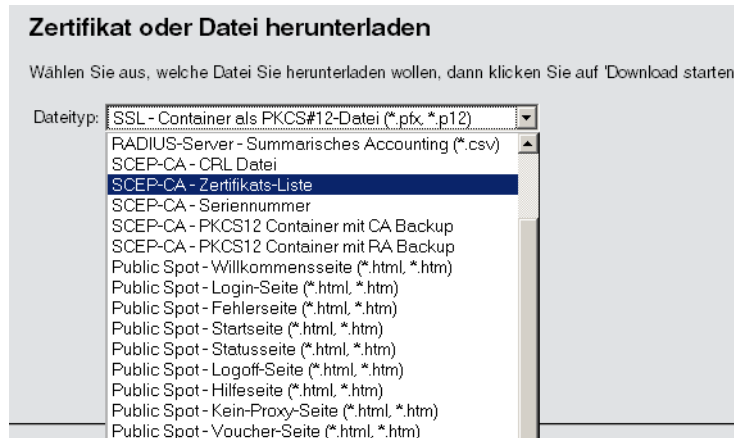 Zertifikat oder Datei herunterladen
Wählen Sie aus, welche Datei Sie herunterladen wollen, dann klicken Sie auf 'Download starten
Dateityp: SSL - Container als PKCS#12-Datei (*.pfx, *.p12)
RADIUS-Server - Summarisches Accounting (*.csv)
SCEP-CA - CRL Datei
SCEP-CA - Zertifikats-Liste
SCEP-CA - Seriennummer
SCEP-CA - PKCS12 Container mit CA Backup
SCEP-CA - PKCS12 Container mit RA Backup
Public Spot - Willkommensseite (*.html, *.htm)
Public Spot - Login-Seite (*.html, *.htm)
Public Spot - Fehlerseite (*.html, *.htm)
Public Spot - Startseite (*.html, *.htm)
Public Spot - Statusseite (*.html, *.htm)
Public Spot - Logoff-Seite (*.html, *.htm)
Public Spot - Hilfeseite (*.html, *.htm)
Public Spot - Kein-Proxy-Seite (*.html, *.htm)
Public Spot - Voucher-Seite (*.html, *.htm)